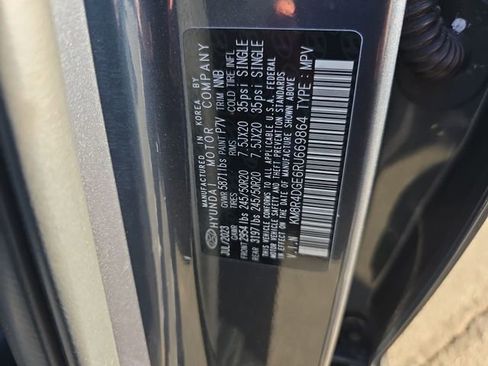 MANUFACTURED IN KOREA BY
HYUNDAI MOTOR COMPANY
JUL/2023 GVWR 5871lbs PAINT P7V TRIM NNB
GAWR TIRES RIMS COLD TIRE INFL.
FRONT 2954 lbs 245/50R20 7.5JX20 35psi SINGLE
REAR 3197 lbs 245/50R20 7.5JX20 35psi SINGLE
THIS VEHICLE CONFORMS TO ALL APPLICABLE U.S.A. FEDERAL
MOTOR VEHICLE SAFETY AND THEFT PREVENTION STANDARDS
IN EFFECT ON THE DATE OF MANUFACTURE SHOWN ABOVE
V.I.N KM8R4DGE6RU669864 TYPE: MPV